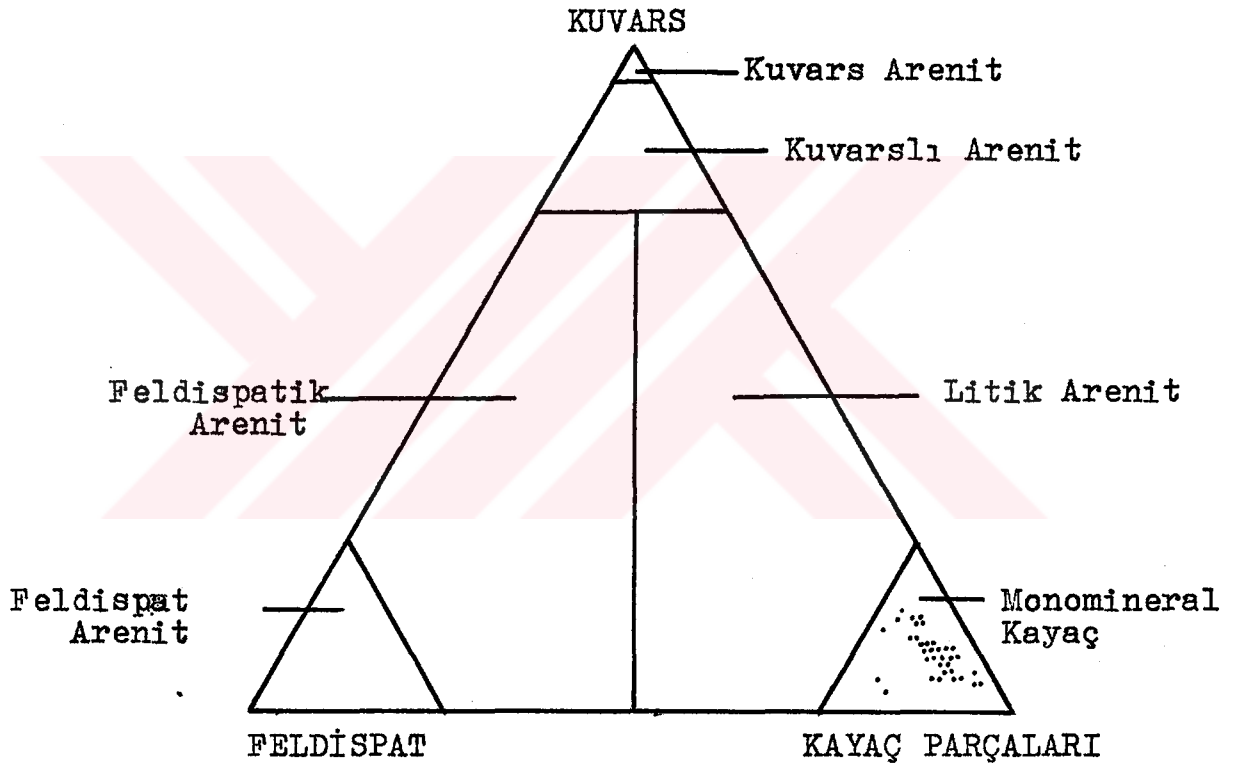 KUVARS
Kuvars Arenit
Kuvarslı Arenit
Feldispatik
Arenit
Litik Arenit
Feldispat
Arenit
Monomineral
Kayaç
FELDİSPAT
KAYAÇ PARÇALARI